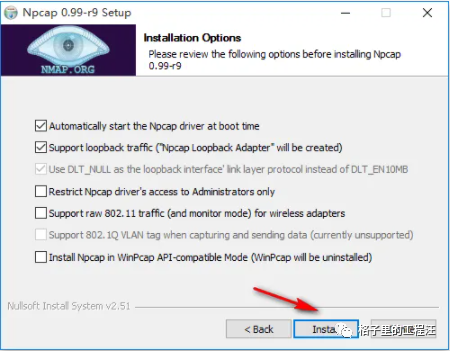 Npcap 0.99-r9 Setup
NMAP.ORG
Installation Options
Please review the following options before installing Npcap
0.99-r9
Automatically start the Npcap driver at boot time
Support loopback traffic ("Npcap Loopback Adapter" will be created)
Use DLT_NULL as the loopback interface' link layer protocol instead of DLT_EN10MB
Restrict Npcap driver's access to Administrators only
Support raw 802.11 traffic (and monitor mode) for wireless adapters
Support 802.1Q VLAN tag when capturing and sending data (currently unsupported)
Install Npcap in WinPcap API-compatible Mode (WinPcap will be uninstalled)
Nullsoft Install System v2.51
< Back
Insta
格子里的工程汪